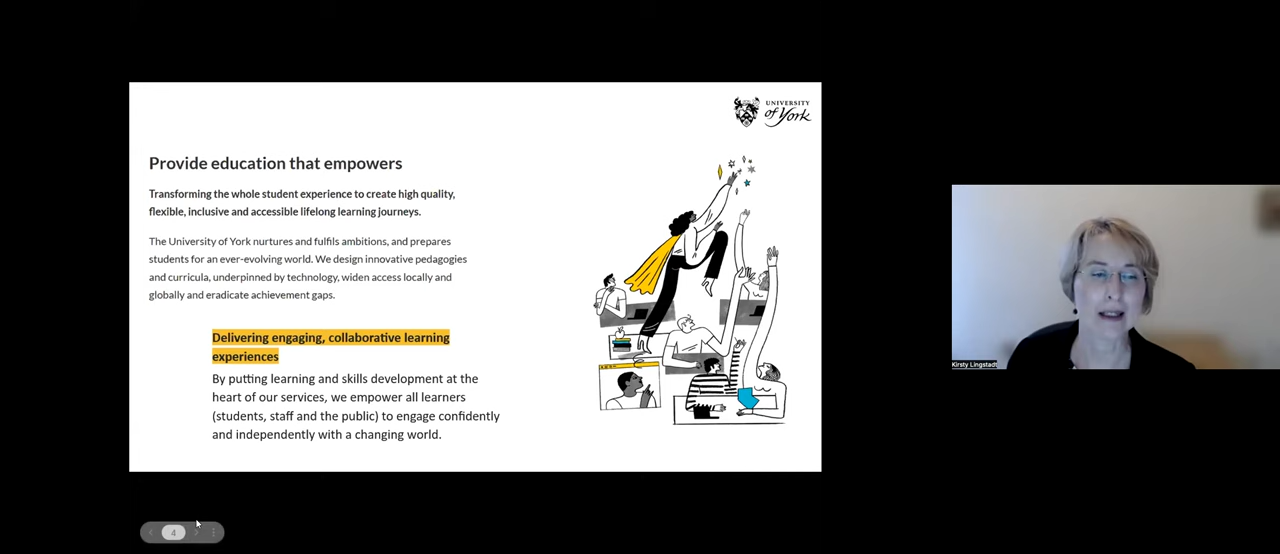 UNIVERSITY
of York
Provide education that empowers
Transforming the whole student experience to create high quality,
flexible, inclusive and accessible lifelong learning journeys.
The University of York nurtures and fulfils ambitions, and prepares
students for an ever-evolving world. We design innovative pedagogies
and curricula, underpinned by technology, widen access locally and
globally and eradicate achievement gaps.
Delivering engaging, collaborative learning
experiences
By putting learning and skills development at the
heart of our services, we empower all learners
(students, staff and the public) to engage confidently
and independently with a changing world.
Kirsty Lingstadt
4